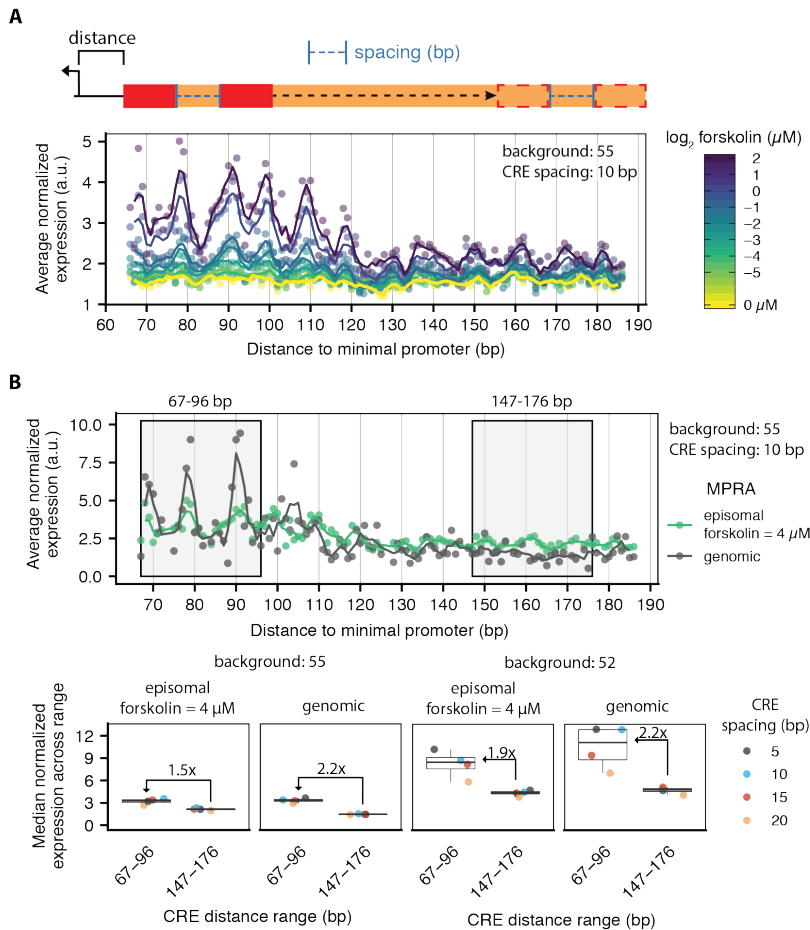 A
distance
spacing (bp)
Average normalized
expression (a.u.)
5
4
3
2
1
background: 55
CRE spacing: 10 bp
60 70 80 90 100 110 120 130 140 150 160 170 180 190
Distance to minimal promoter (bp)
log2 forskolin (µM)
2
1
0
−1
−2
−4
−5
0 µM
B
67-96 bp
147-176 bp
Average normalized
expression (a.u.)
10.0
7.5
5.0
2.5
0.0
70 80 90 100 110 120 130 140 150 160 170 180 190
Distance to minimal promoter (bp)
background: 55
CRE spacing: 10 bp
MPRA
episomal
forskolin = 4 µM
genomic
background: 55
background: 52
episomal
forskolin = 4 µM
genomic
episomal
forskolin = 4 µM
genomic
Median normalized
expression across range
12
9
6
3
0
1.5x
2.2x
1.9x
2.2x
67−96
147−176
67−96
147−176
67−96
147−176
67−96
147−176
CRE distance range (bp)
CRE distance range (bp)
CRE
spacing (bp)
5
10
15
20